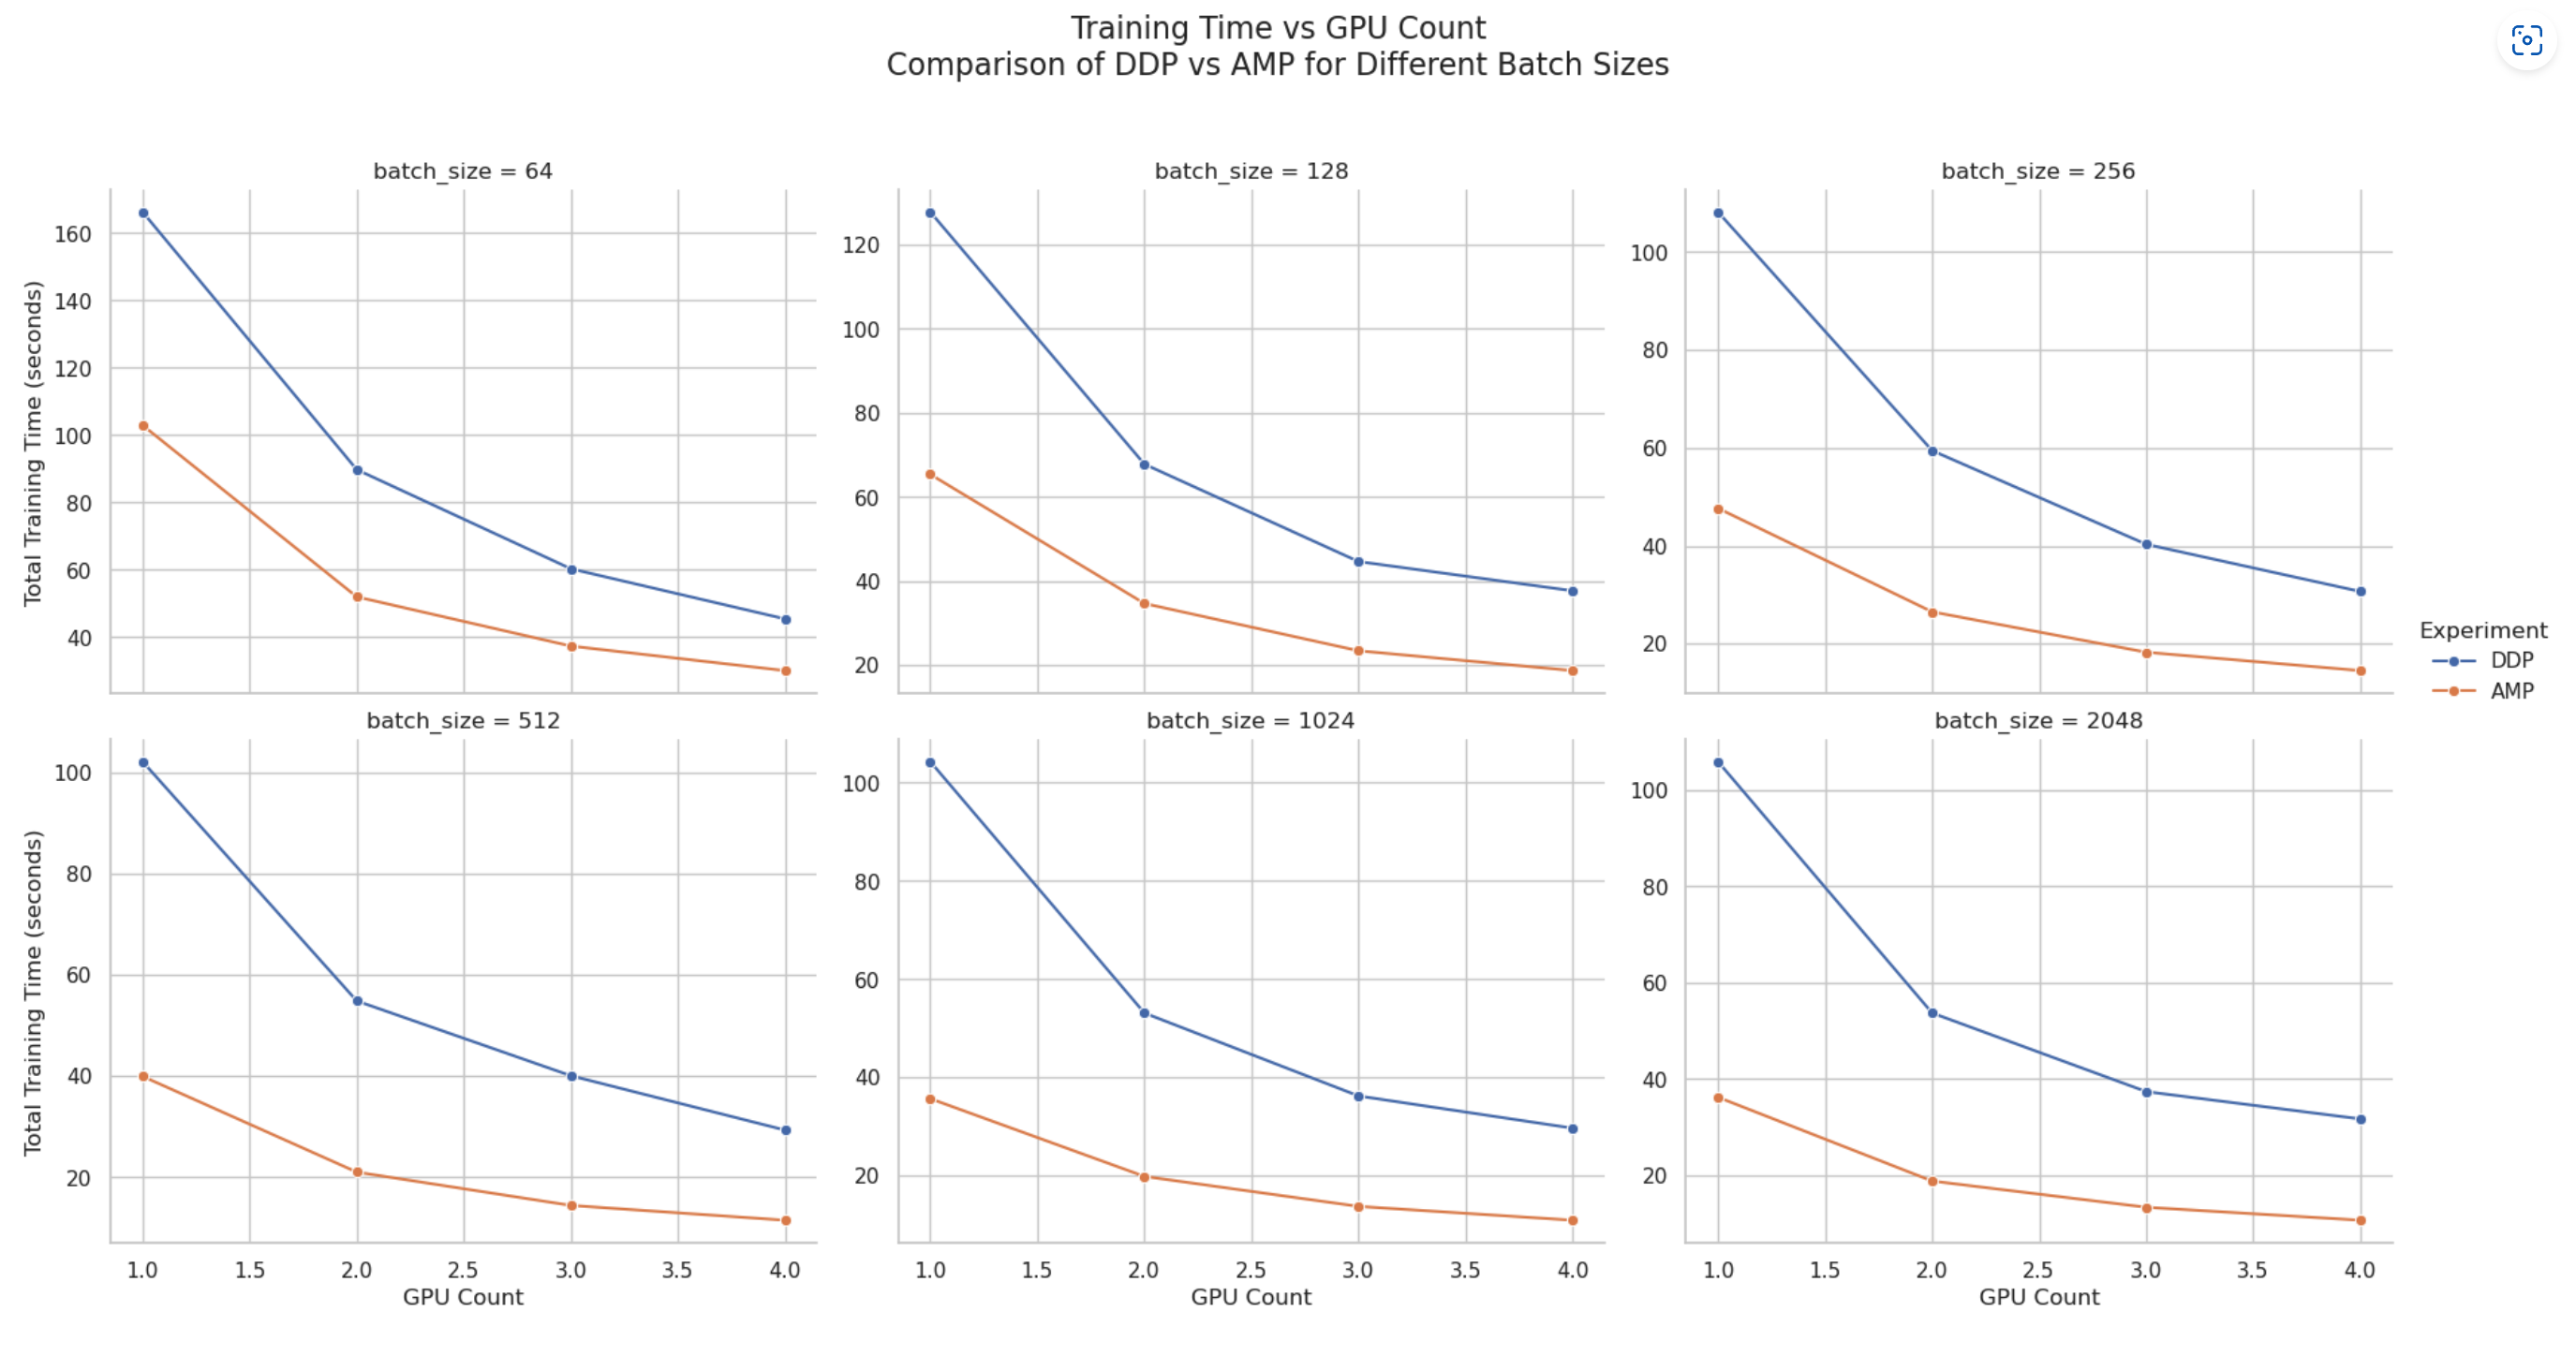 Training Time vs GPU Count
Comparison of DDP vs AMP for Different Batch Sizes
batch_size = 64
160
140
120
100
80
60
40
Total Training Time (seconds)
batch_size = 128
120
100
80
60
40
20
batch_size = 256
100
80
60
40
20
Experiment
DDP
AMP
batch_size = 512
100
80
60
40
20
Total Training Time (seconds)
1.0 1.5 2.0 2.5 3.0 3.5 4.0
GPU Count
batch_size = 1024
100
80
60
40
20
1.0 1.5 2.0 2.5 3.0 3.5 4.0
GPU Count
batch_size = 2048
100
80
60
40
20
1.0 1.5 2.0 2.5 3.0 3.5 4.0
GPU Count